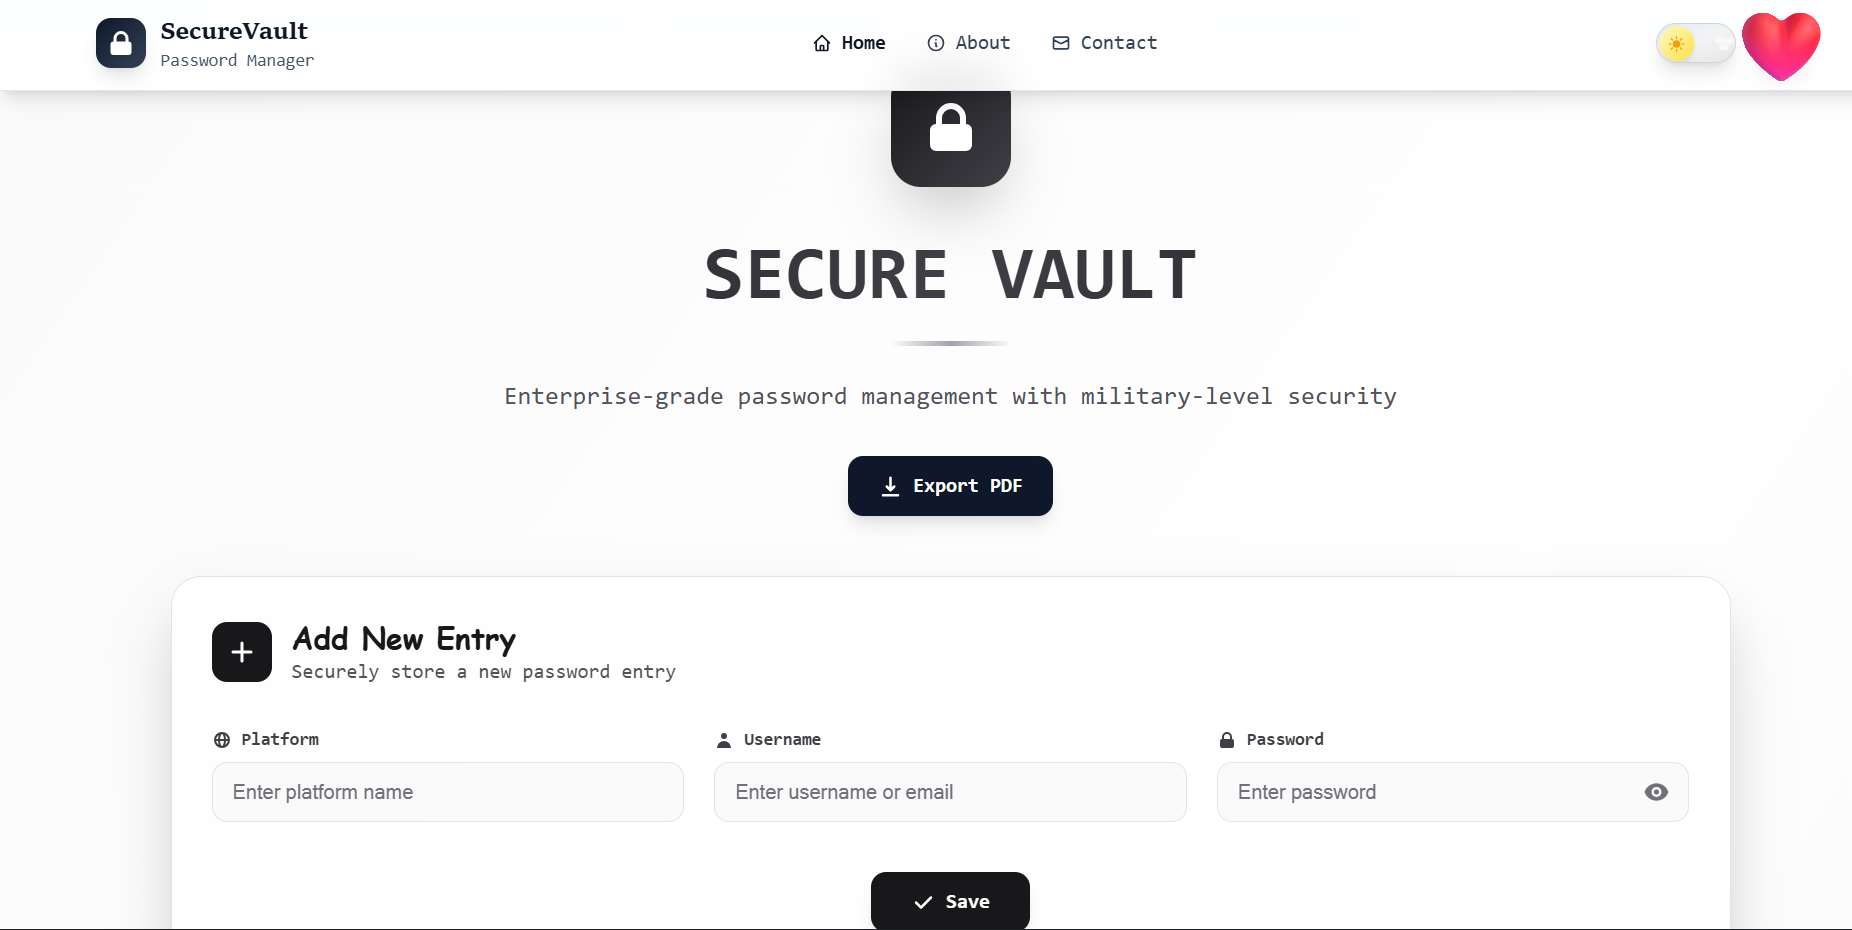 SecureVault
Password Manager
Home
About
Contact
SECURE VAULT
Enterprise-grade password management with military-level security
Export PDF
Add New Entry
Securely store a new password entry
Platform
Username
Password
Enter platform name
Enter username or email
Enter password
Save